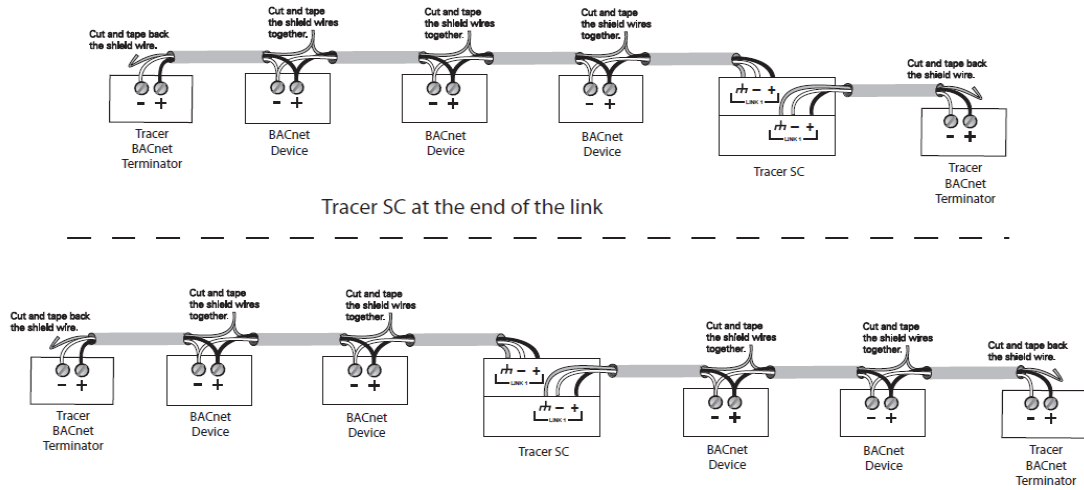 Cut and tape
the shield wires
together.
Cut and tape
the shield wires
together.
Cut and tape
the shield wires
together.
Cut and tape back
the shield wire.
Cut and tape back
the shield wire.
- +
- +
- +
- +
- +
LINK 1
- +
LINK 1
- +
Tracer
BACnet
Terminator
BACnet
Device
BACnet
Device
BACnet
Device
Tracer SC
Tracer
BACnet
Terminator
Tracer SC at the end of the link
Cut and tape
the shield wires
together.
Cut and tape
the shield wires
together.
Cut and tape back
the shield wire.
Cut and tape
the shield wires
together.
Cut and tape
the shield wires
together.
Cut and tape back
the shield wire.
- +
- +
- +
- +
LINK 1
- +
LINK 1
- +
- +
- +
Tracer
BACnet
Terminator
BACnet
Device
BACnet
Device
Tracer SC
BACnet
Device
BACnet
Device
Tracer
BACnet
Terminator